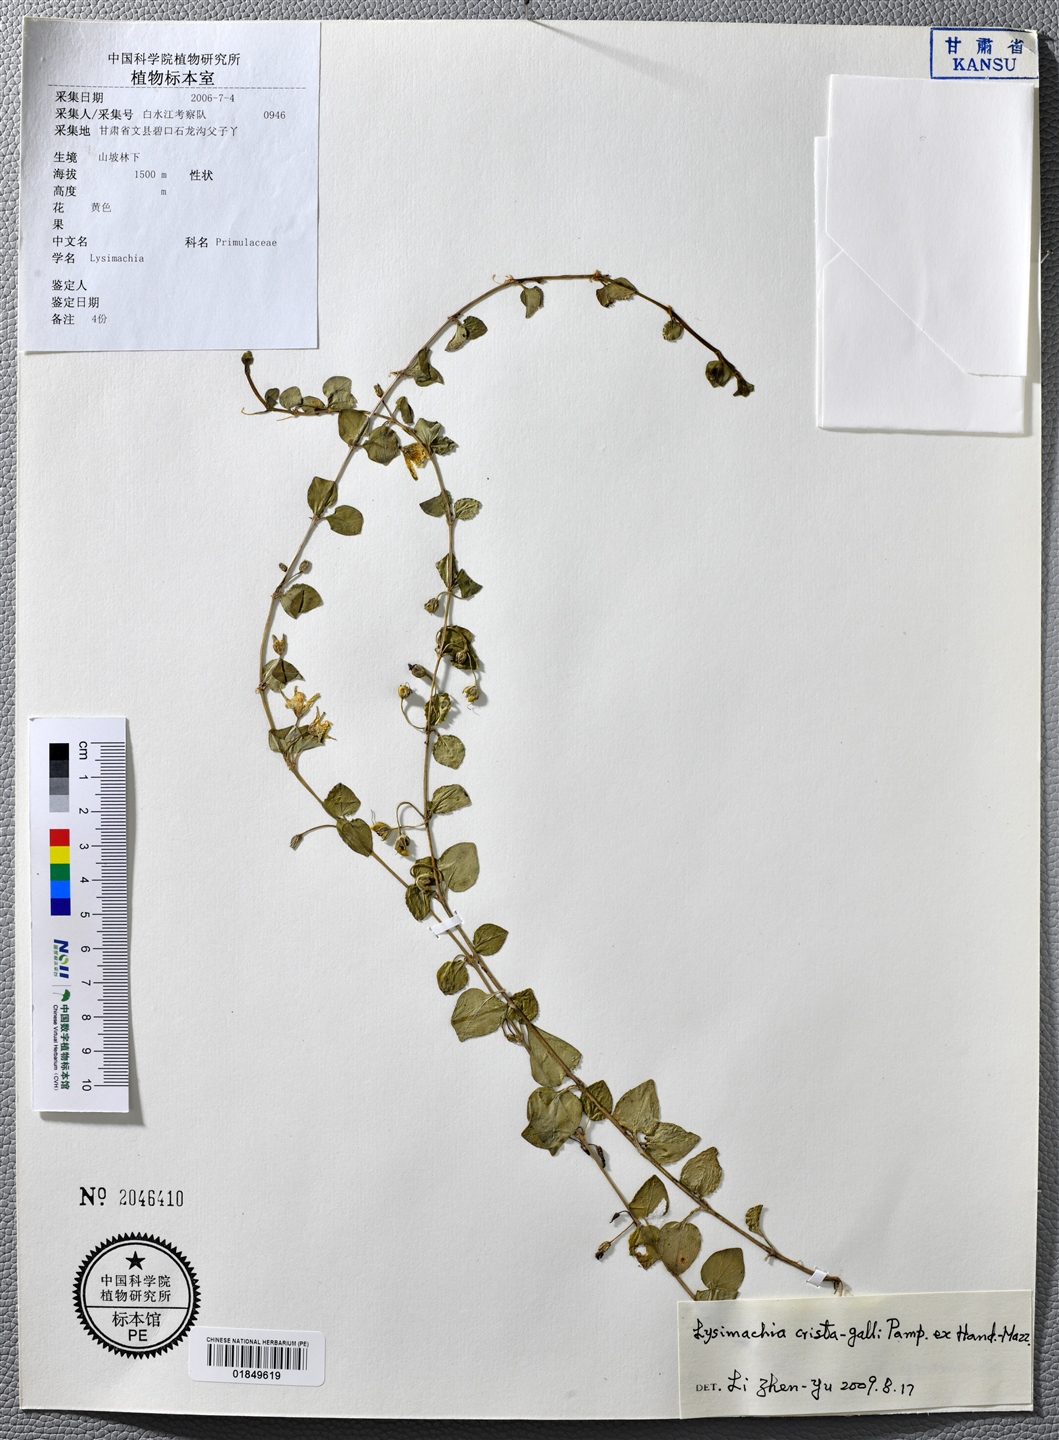 中国科学院植物研究所
植物标本室
采集日期 2006-7-4
采集人/采集号 白水江考察队 0946
采集地 甘肃省文县碧口石龙沟父子丫
生境 山坡林下
海拔 1500 m 性状
高度 m
花 黄色
果
中文名 科名 Primulaceae
学名 Lysimachia
鉴定人
鉴定日期
备注 4份
甘肃省
KANSU
cm
1
2
3
4
5
6
7
8
9
10
NSII
中国数字植物标本馆
Chinese Virtual Herbarium (CVH)
№ 2046410
中国科学院
植物研究所
标本馆
PE
CHINESE NATIONAL HERBARIUM (PE)
01849619
Lysimachia crista-galli Pamp. ex Hand.-Mazz.
DET. Li Zhen-Yu 2009.8.17